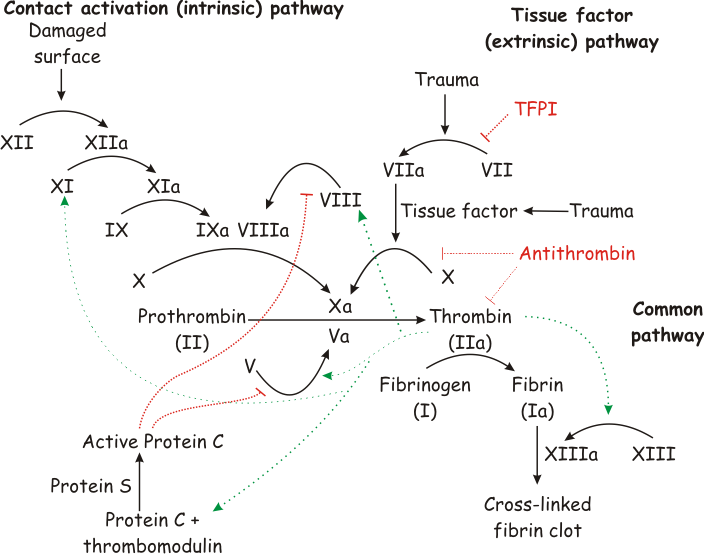 Contact activation (intrinsic) pathway
Damaged
surface
Tissue factor
(extrinsic) pathway
Trauma
TFPI
XII
XIIa
VIIa
VII
XI
XIa
VIII
Tissue factor
Trauma
IX
IXa
VIIIa
Antithrombin
X
X
Xa
Prothrombin
(II)
Thrombin
(IIa)
Common
pathway
Va
V
Fibrinogen
(I)
Fibrin
(Ia)
Active Protein C
XIIIa
XIII
Protein S
Cross-linked
fibrin clot
Protein C +
thrombomodulin